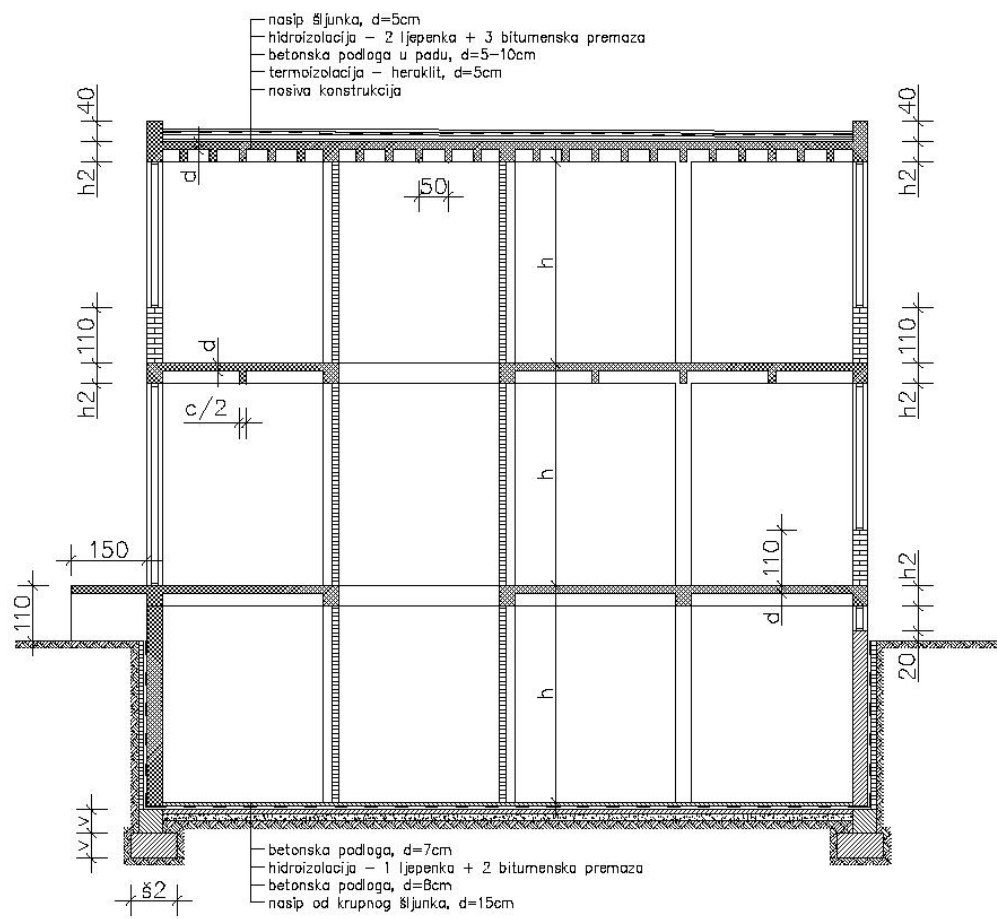 nasip šljunka, d=5cm
hidroizolacija - 2 ljepenka + 3 bitumenska premaza
betonska podloga u padu, d=5-10cm
termoizolacija - heraklit, d=5cm
nosiva konstrukcija
40
40
h2
d
50
h2
h
110
d
110
h2
c/2
h2
h
150
110
h2
110
d
20
h
v
v
betonska podloga, d=7cm
hidroizolacija - 1 ljepenka + 2 bitumenska premaza
betonska podloga, d=8cm
nasip od krupnog šljunka, d=15cm
š2